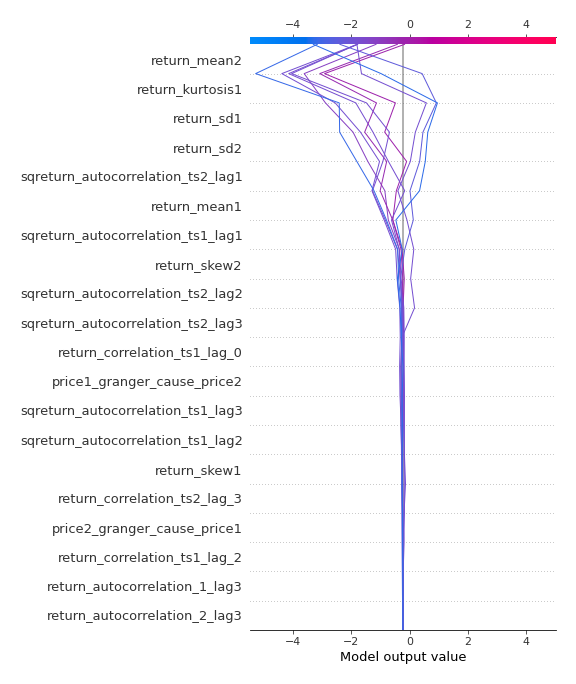 −4 −2 0 2 4
return_mean2
return_kurtosis1
return_sd1
return_sd2
sqreturn_autocorrelation_ts2_lag1
return_mean1
sqreturn_autocorrelation_ts1_lag1
return_skew2
sqreturn_autocorrelation_ts2_lag2
sqreturn_autocorrelation_ts2_lag3
return_correlation_ts1_lag_0
price1_granger_cause_price2
sqreturn_autocorrelation_ts1_lag3
sqreturn_autocorrelation_ts1_lag2
return_skew1
return_correlation_ts2_lag_3
price2_granger_cause_price1
return_correlation_ts1_lag_2
return_autocorrelation_1_lag3
return_autocorrelation_2_lag3
−4 −2 0 2 4
Model output value